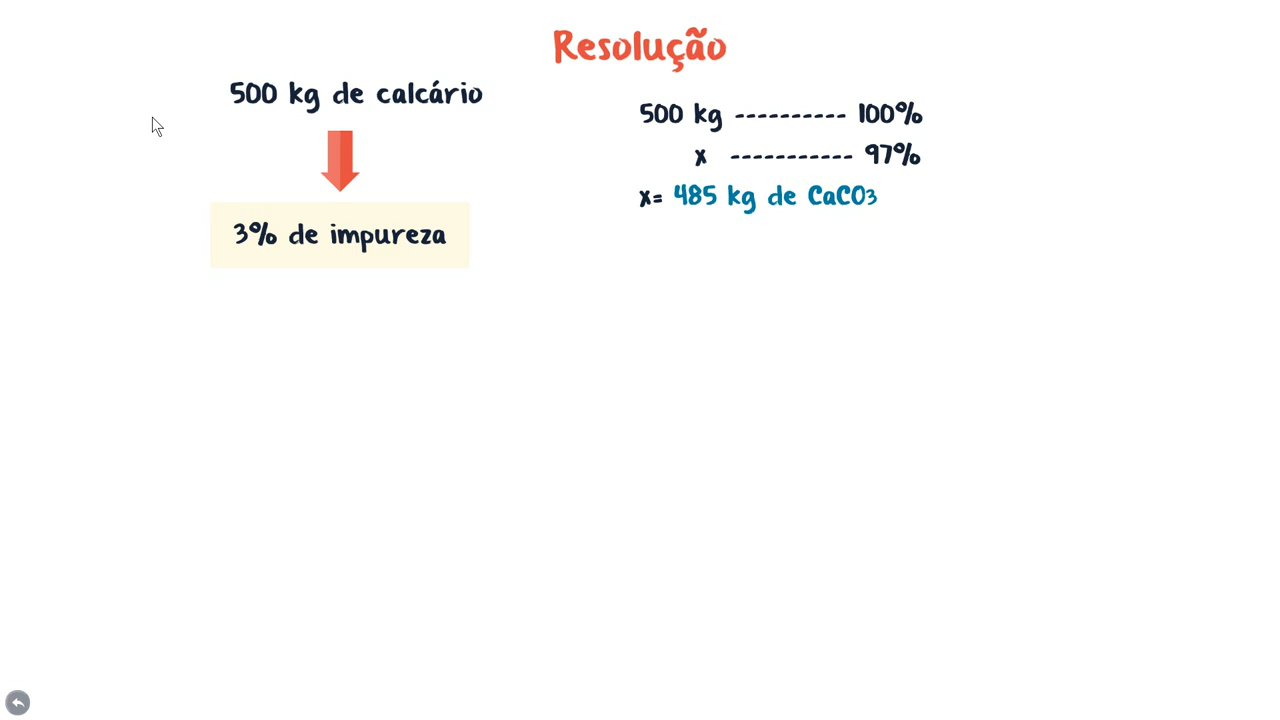 Resolução
500 kg de calcário
3% de impureza
500 kg ---------- 100%
x ----------- 97%
x= 485 kg de CaCO3